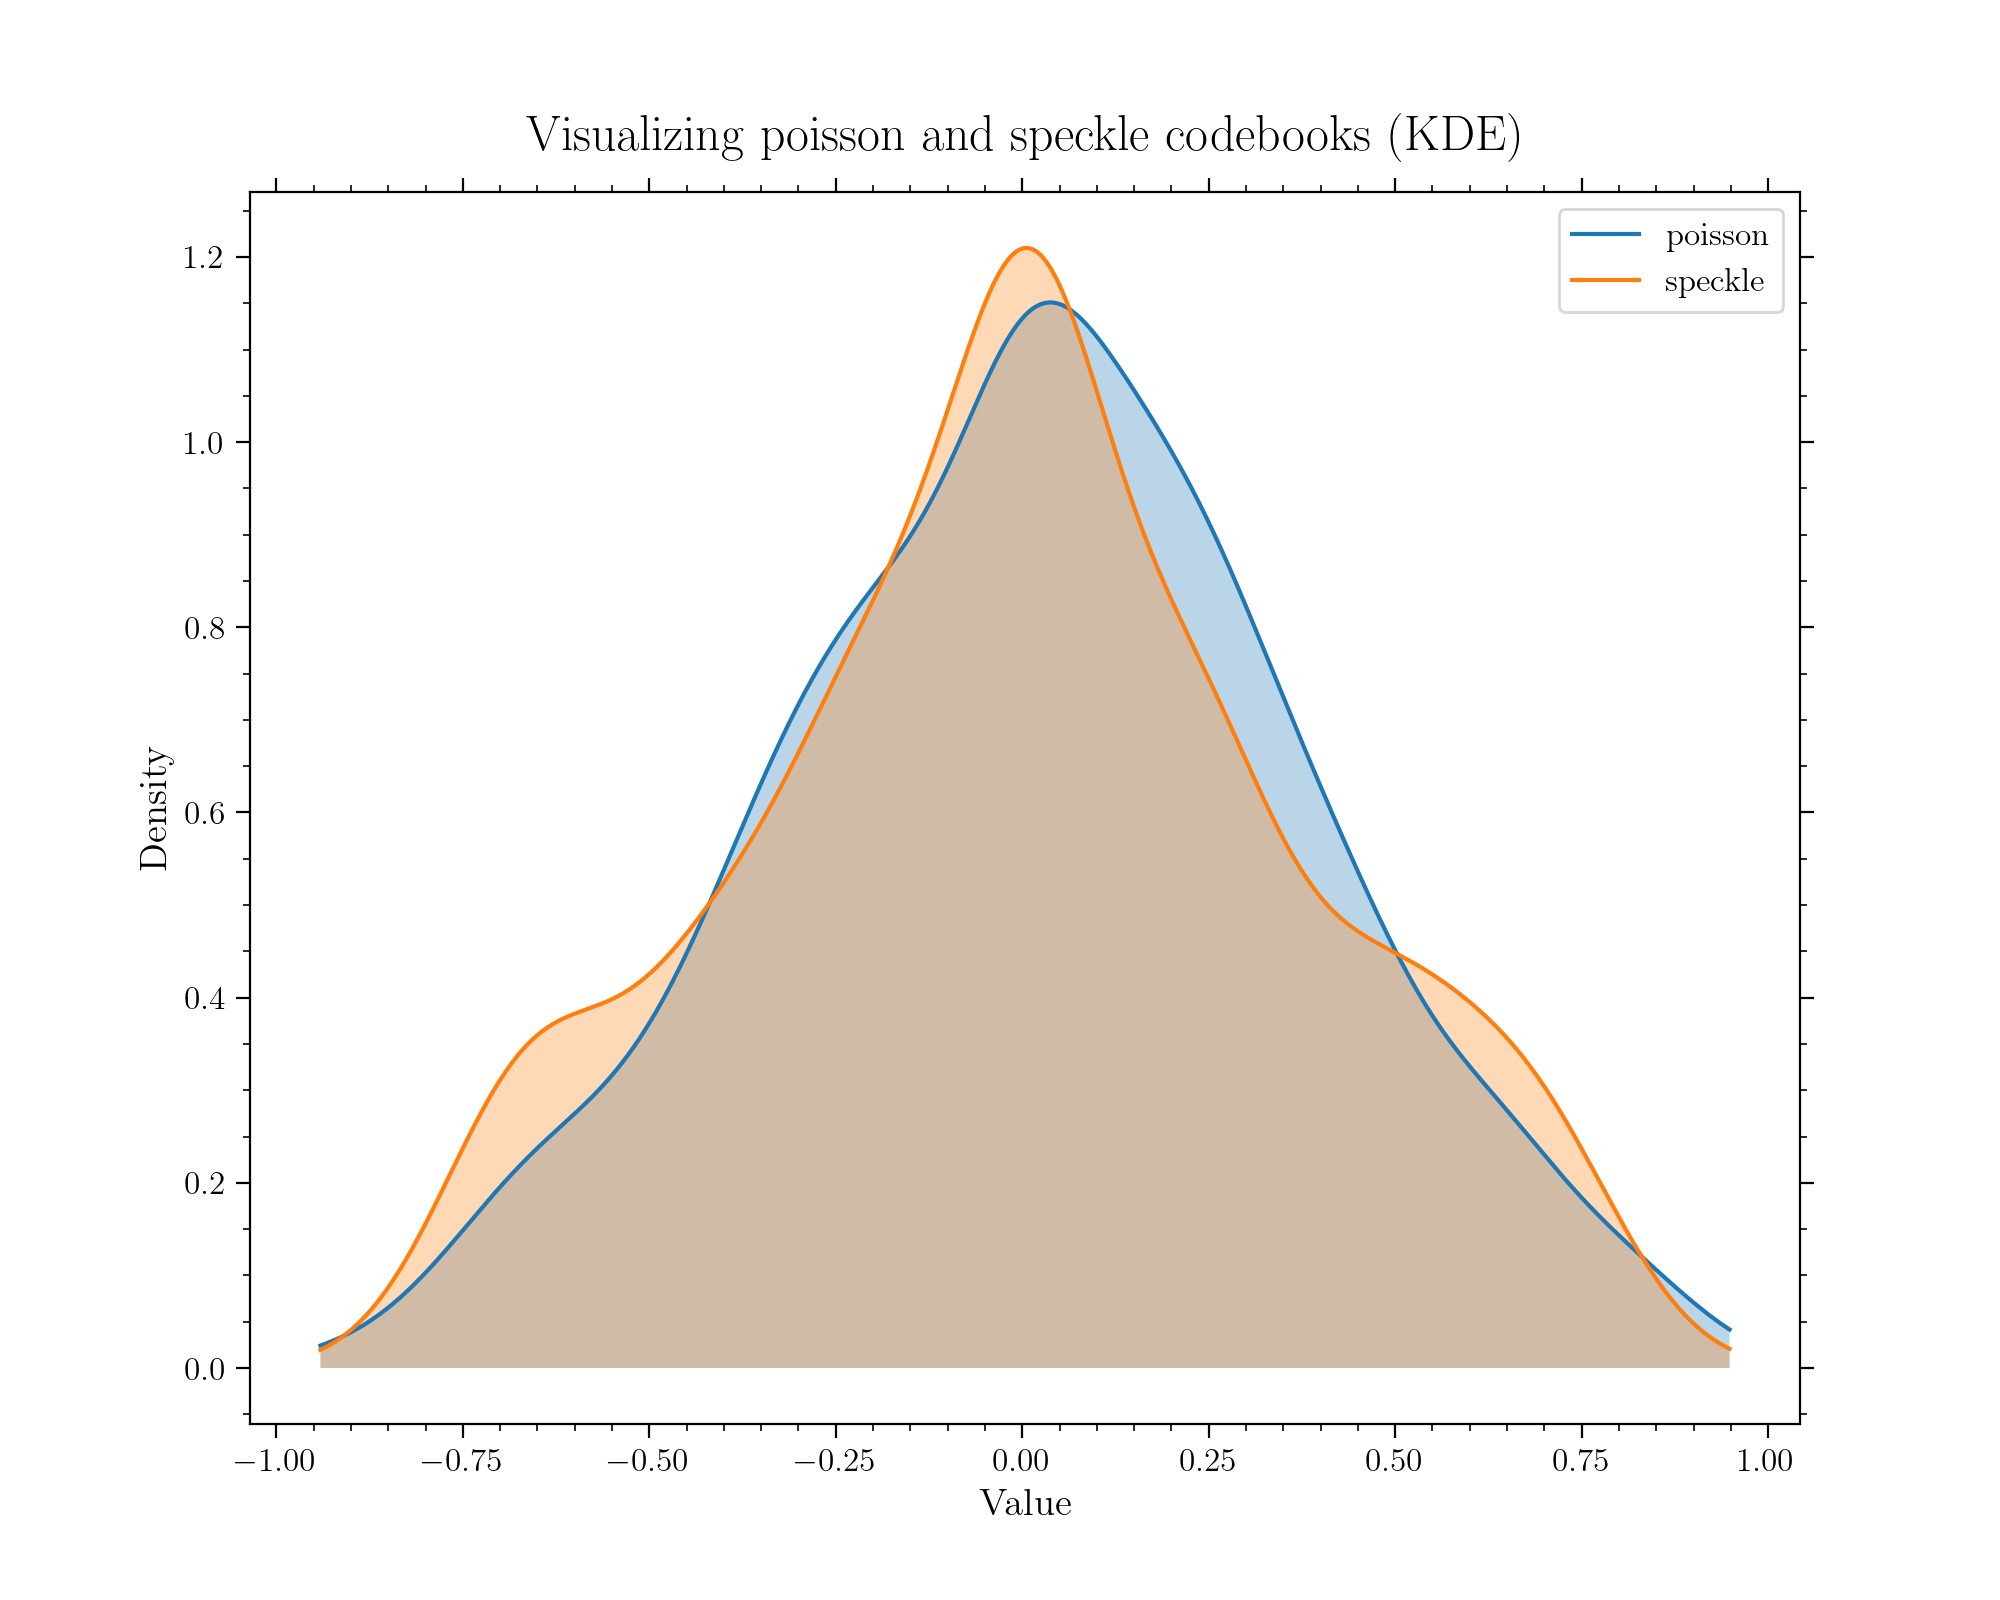 Visualizing poisson and speckle codebooks (KDE)
poisson
speckle
1.2
1.0
0.8
0.6
0.4
0.2
0.0
Density
−1.00 −0.75 −0.50 −0.25 0.00 0.25 0.50 0.75 1.00
Value